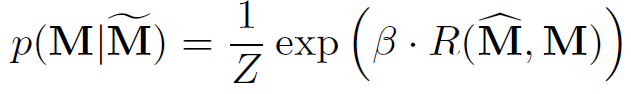 p(𝐌|𝐌̃) = 1/Z exp(β · R(𝐌̂, 𝐌))